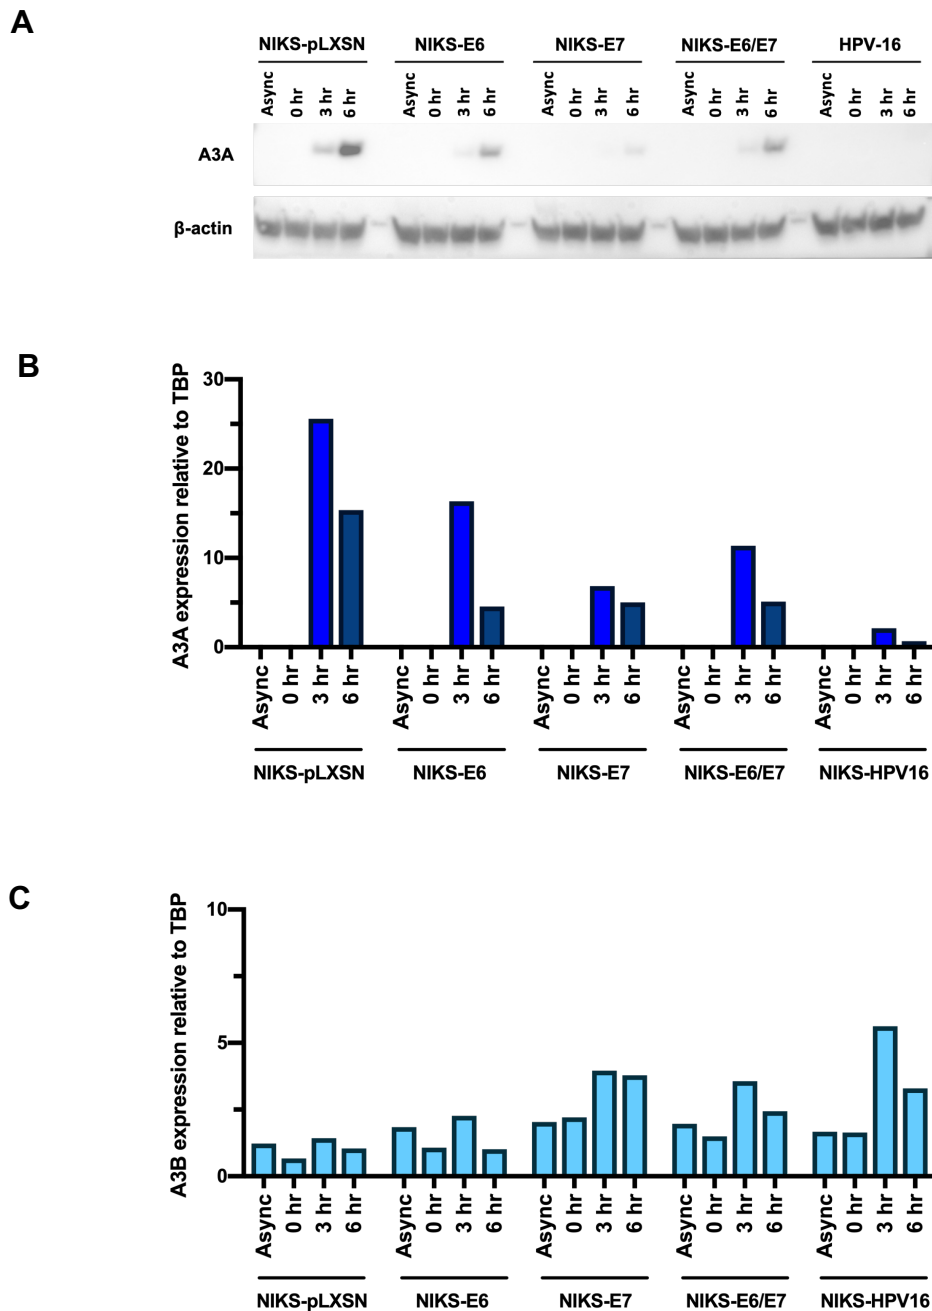 A
NIKS-pLXSN NIKS-E6 NIKS-E7 NIKS-E6/E7 HPV-16
Async 0 hr 3 hr 6 hr Async 0 hr 3 hr 6 hr Async 0 hr 3 hr 6 hr Async 0 hr 3 hr 6 hr Async 0 hr 3 hr 6 hr
A3A
β-actin
B
A3A expression relative to TBP
30
20
10
0
Async 0 hr 3 hr 6 hr Async 0 hr 3 hr 6 hr Async 0 hr 3 hr 6 hr Async 0 hr 3 hr 6 hr Async 0 hr 3 hr 6 hr
NIKS-pLXSN NIKS-E6 NIKS-E7 NIKS-E6/E7 NIKS-HPV16
C
A3B expression relative to TBP
10
5
0
Async 0 hr 3 hr 6 hr Async 0 hr 3 hr 6 hr Async 0 hr 3 hr 6 hr Async 0 hr 3 hr 6 hr Async 0 hr 3 hr 6 hr
NIKS-pLXSN NIKS-E6 NIKS-E7 NIKS-E6/E7 NIKS-HPV16